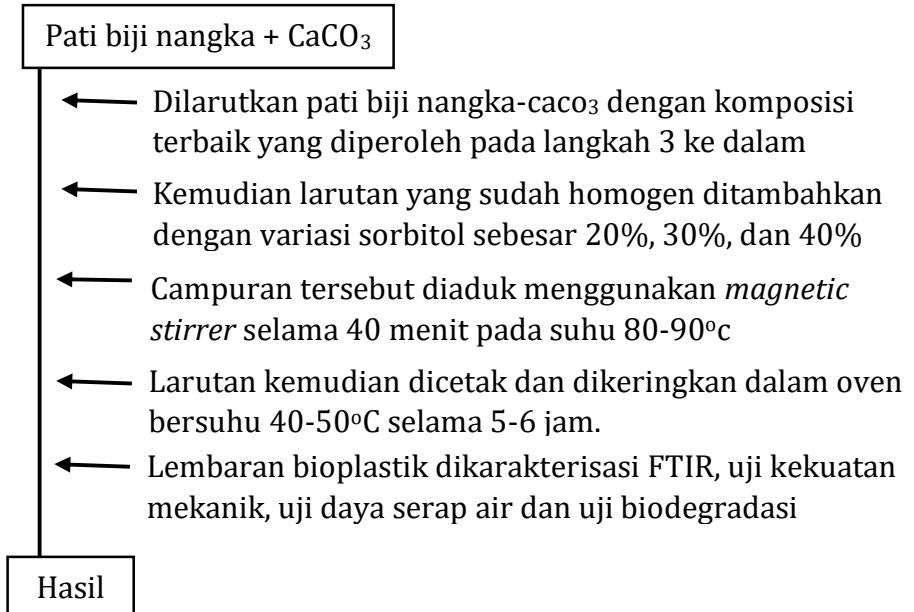 Pati biji nangka + CaCO₃
Dilarutkan pati biji nangka-caco₃ dengan komposisi
terbaik yang diperoleh pada langkah 3 ke dalam
Kemudian larutan yang sudah homogen ditambahkan
dengan variasi sorbitol sebesar 20%, 30%, dan 40%
Campuran tersebut diaduk menggunakan magnetic
stirrer selama 40 menit pada suhu 80-90ᵒc
Larutan kemudian dicetak dan dikeringkan dalam oven
bersuhu 40-50ᵒC selama 5-6 jam.
Lembaran bioplastik dikarakterisasi FTIR, uji kekuatan
mekanik, uji daya serap air dan uji biodegradasi
Hasil